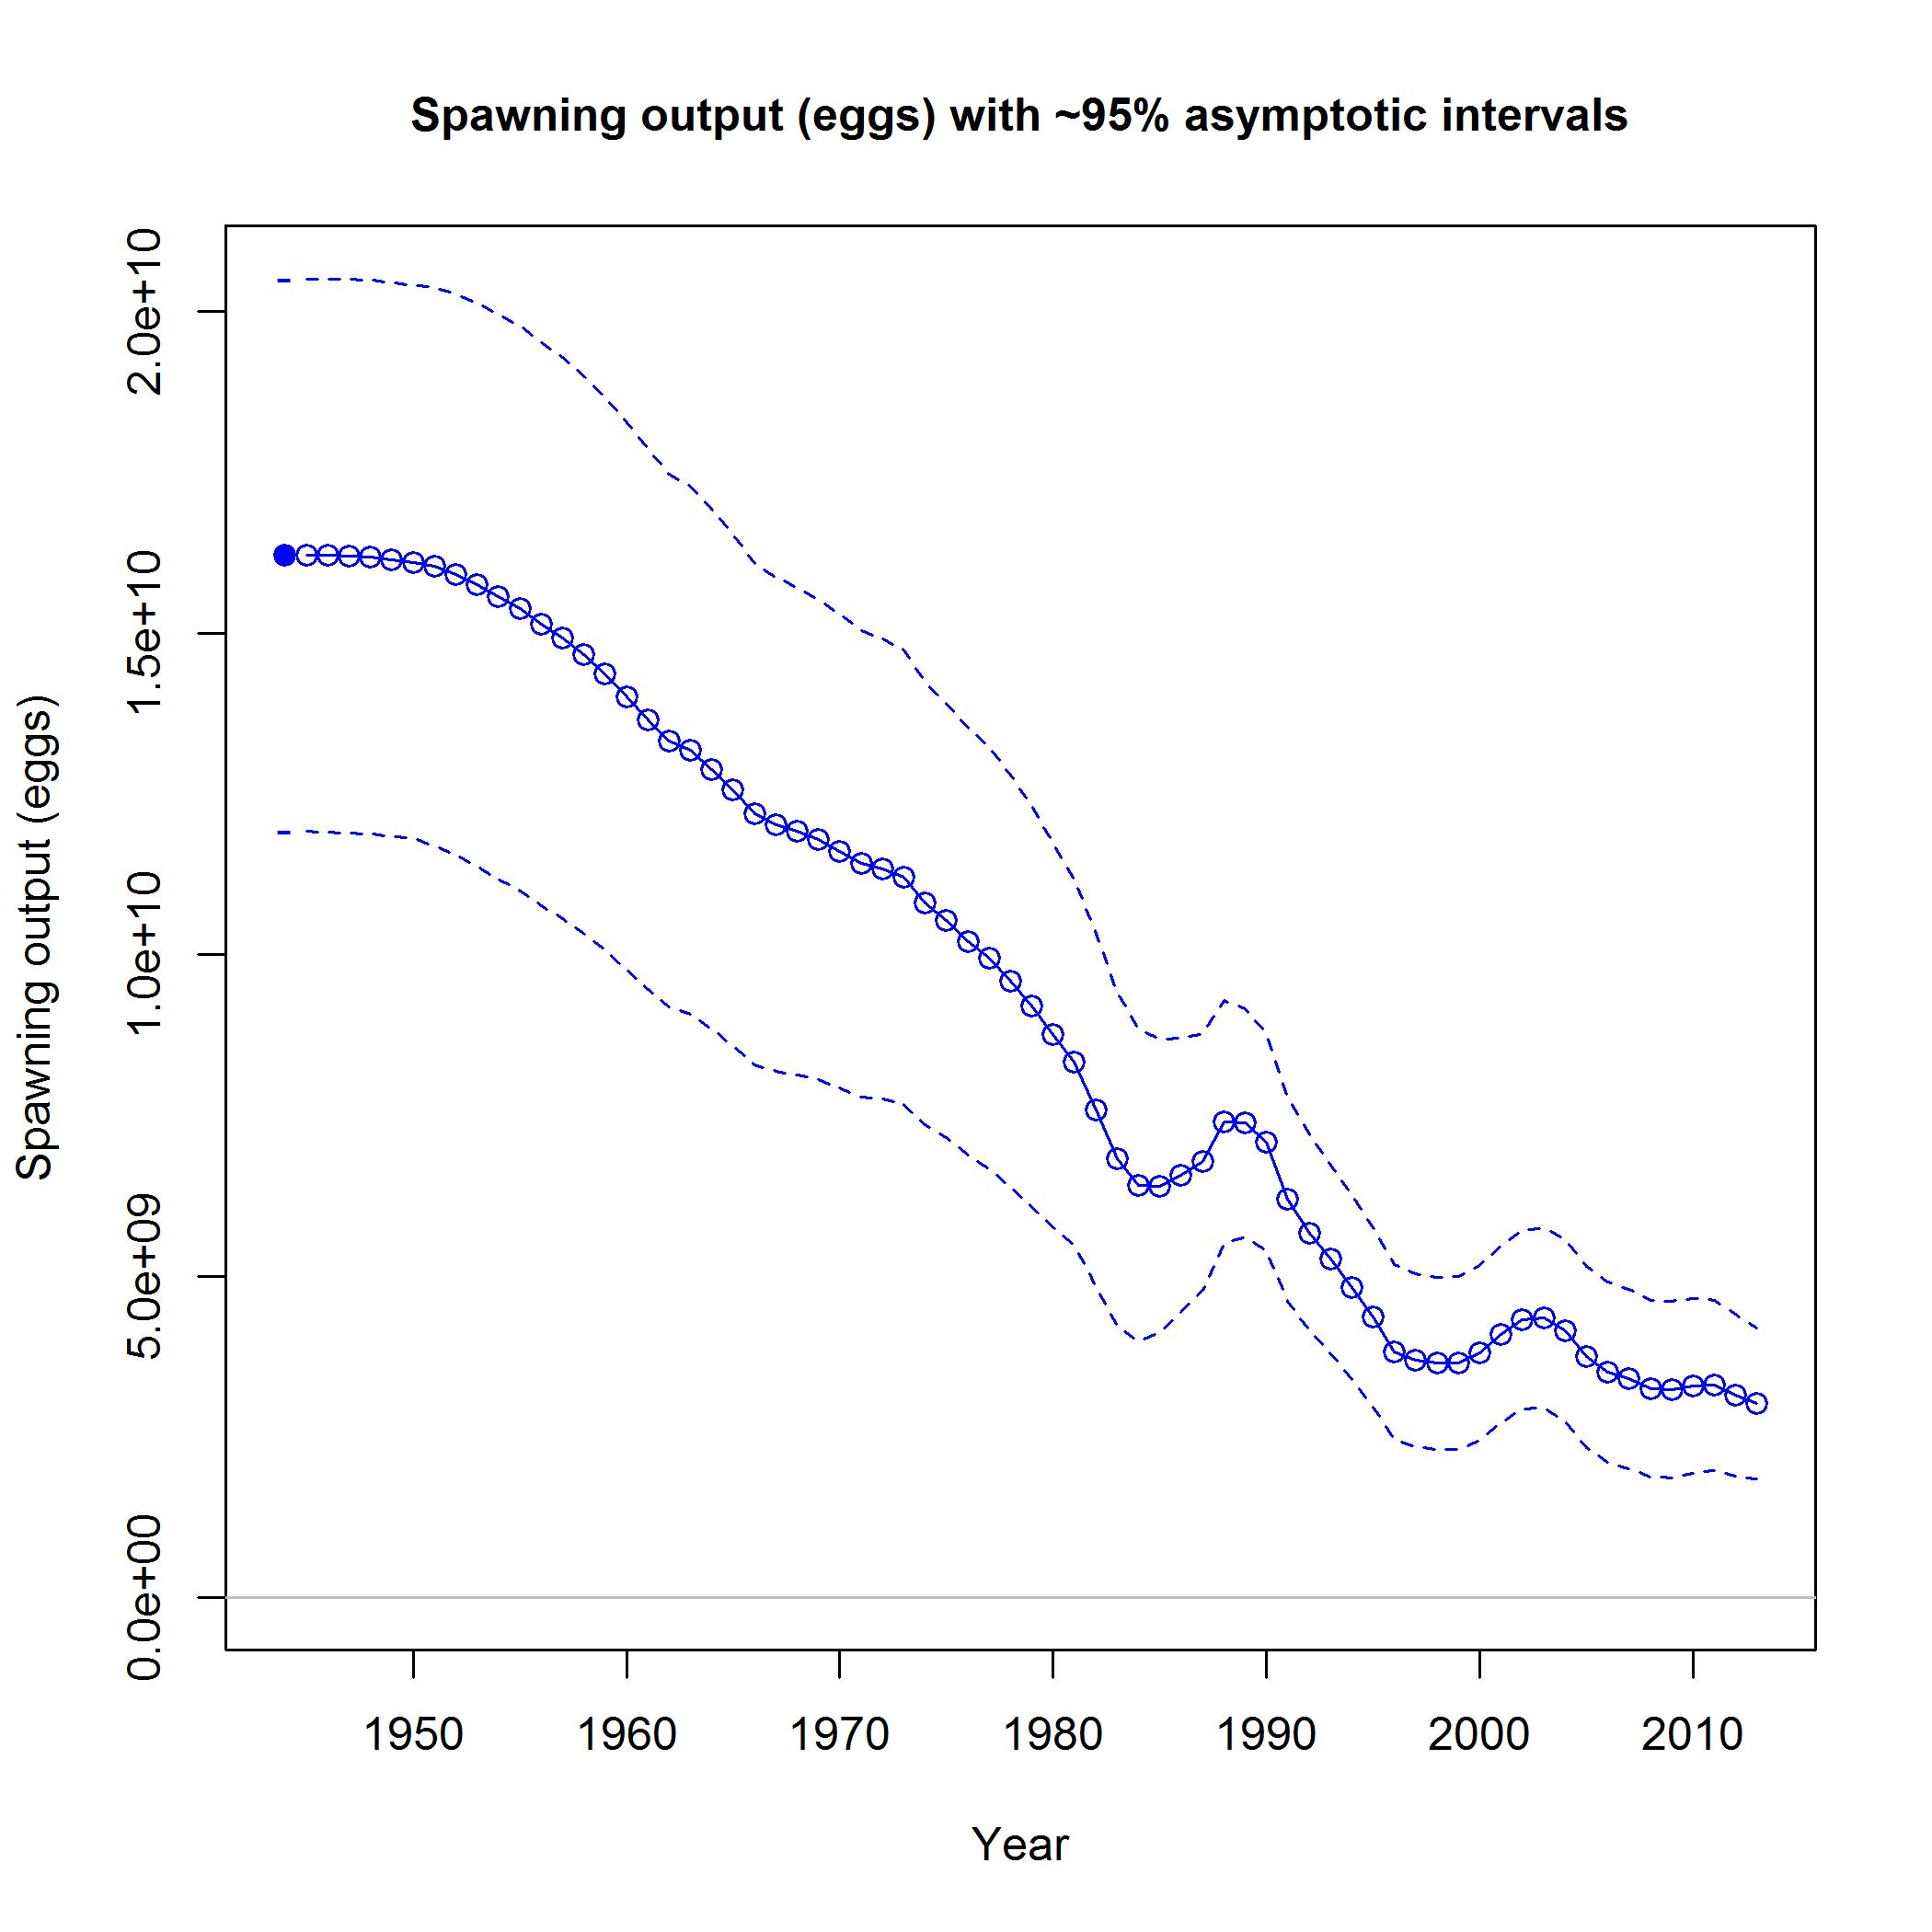 Spawning output (eggs) with ~95% asymptotic intervals
Spawning output (eggs)
2.0e+10
1.5e+10
1.0e+10
5.0e+09
0.0e+00
1950 1960 1970 1980 1990 2000 2010
Year